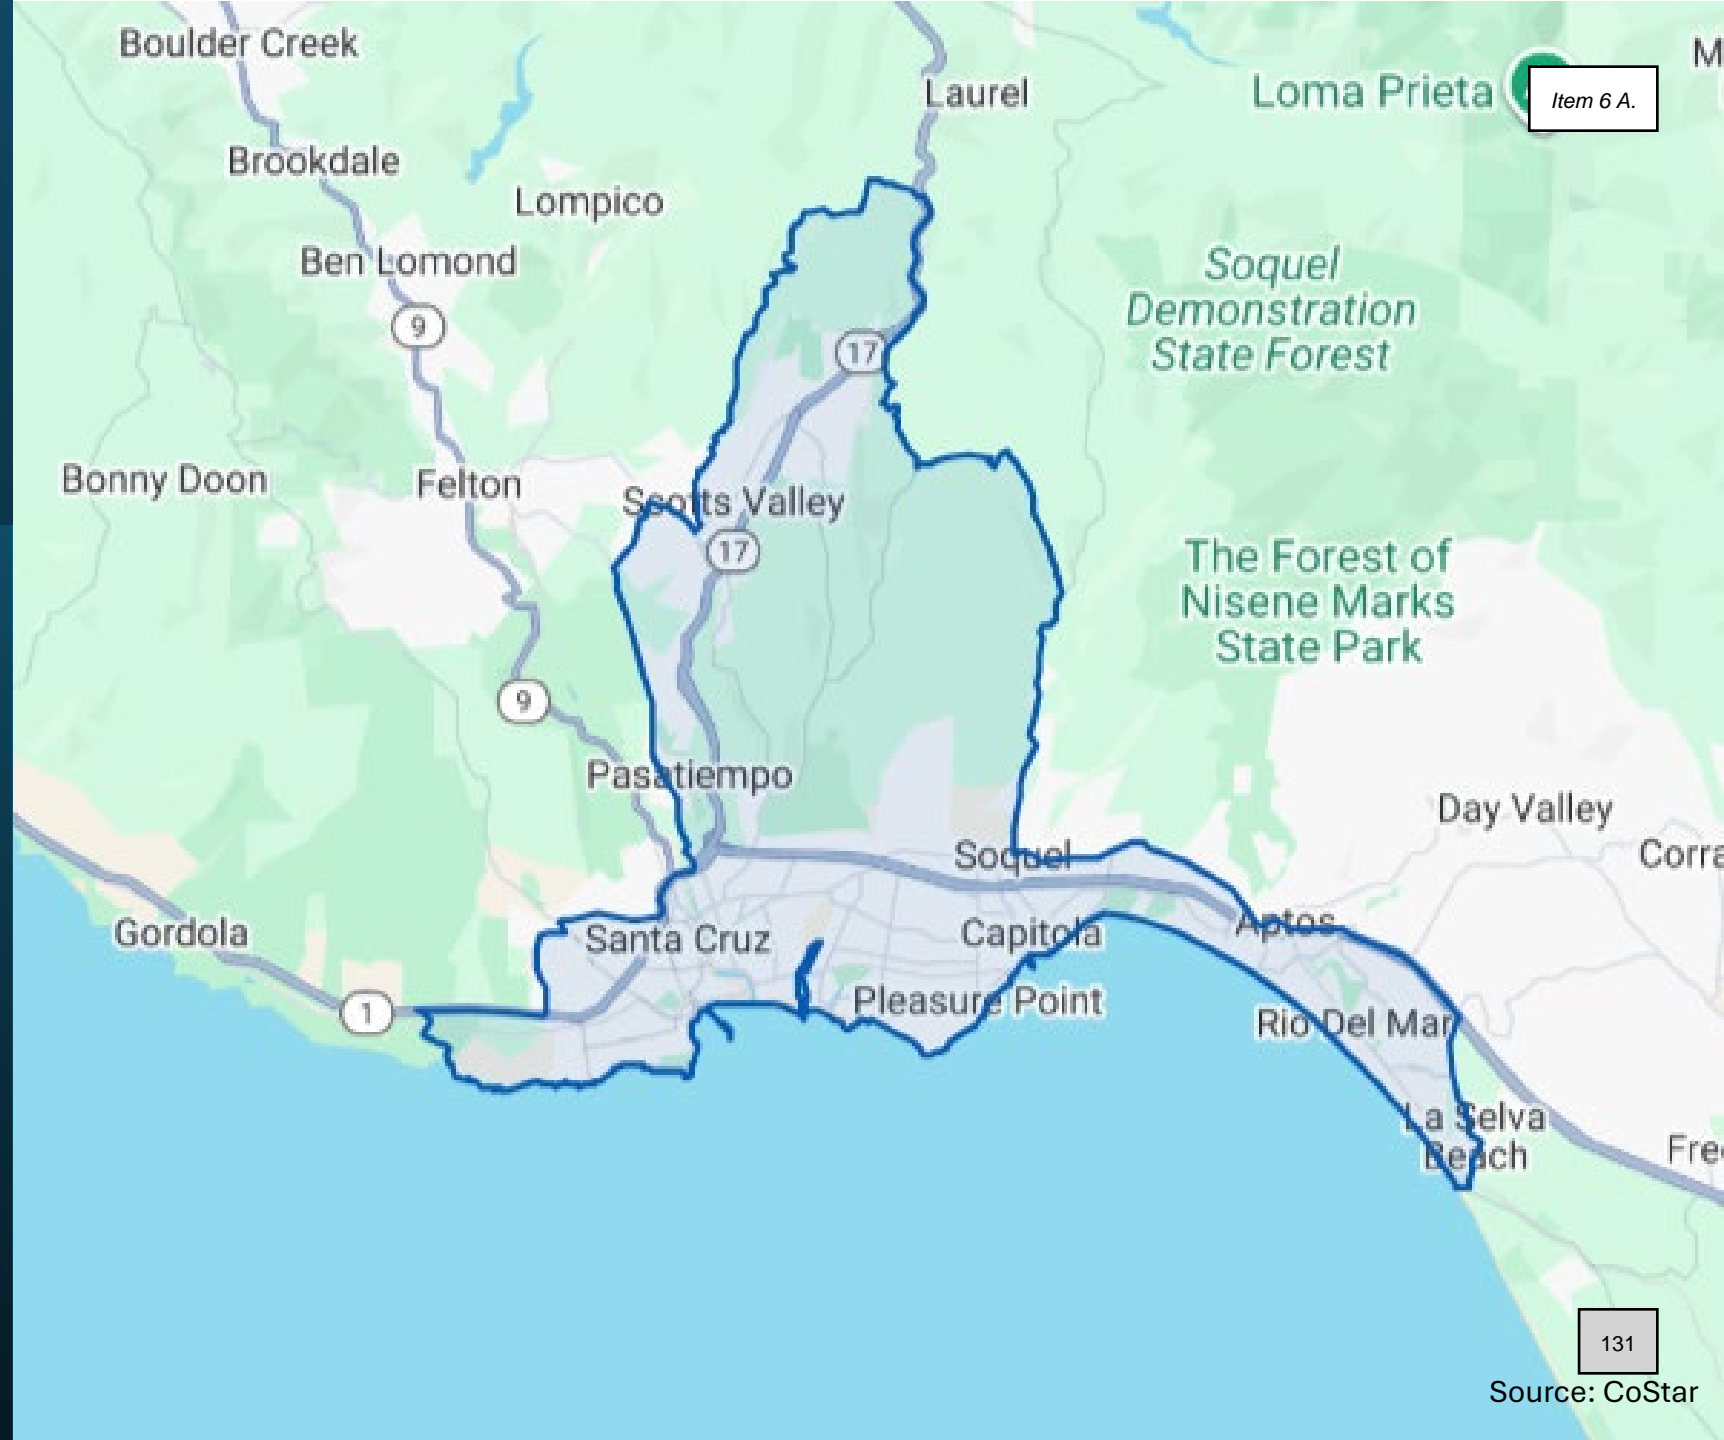 Boulder Creek
Laurel
Loma Prieta
Item 6 A.
Brookdale
Lompico
Ben Lomond
Soquel
Demonstration
State Forest
9
17
Bonny Doon
Felton
Scotts Valley
17
The Forest of
Nisene Marks
State Park
9
Pasatiempo
Day Valley
Soquel
Corra
Gordola
Santa Cruz
Capitola
Aptos
1
Pleasure Point
Rio Del Mar
La Selva
Beach
Fre
131
Source: CoStar